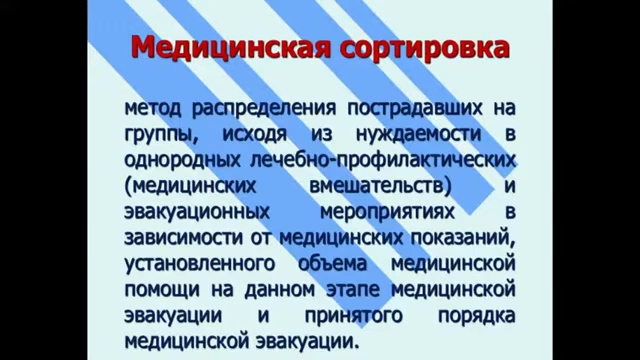 Медицинская сортировка
метод распределения пострадавших на
группы, исходя из нуждаемости в
однородных лечебно-профилактических
(медицинских вмешательств) и
эвакуационных мероприятиях в
зависимости от медицинских показаний,
установленного объема медицинской
помощи на данном этапе медицинской
эвакуации и принятого порядка
медицинской эвакуации.